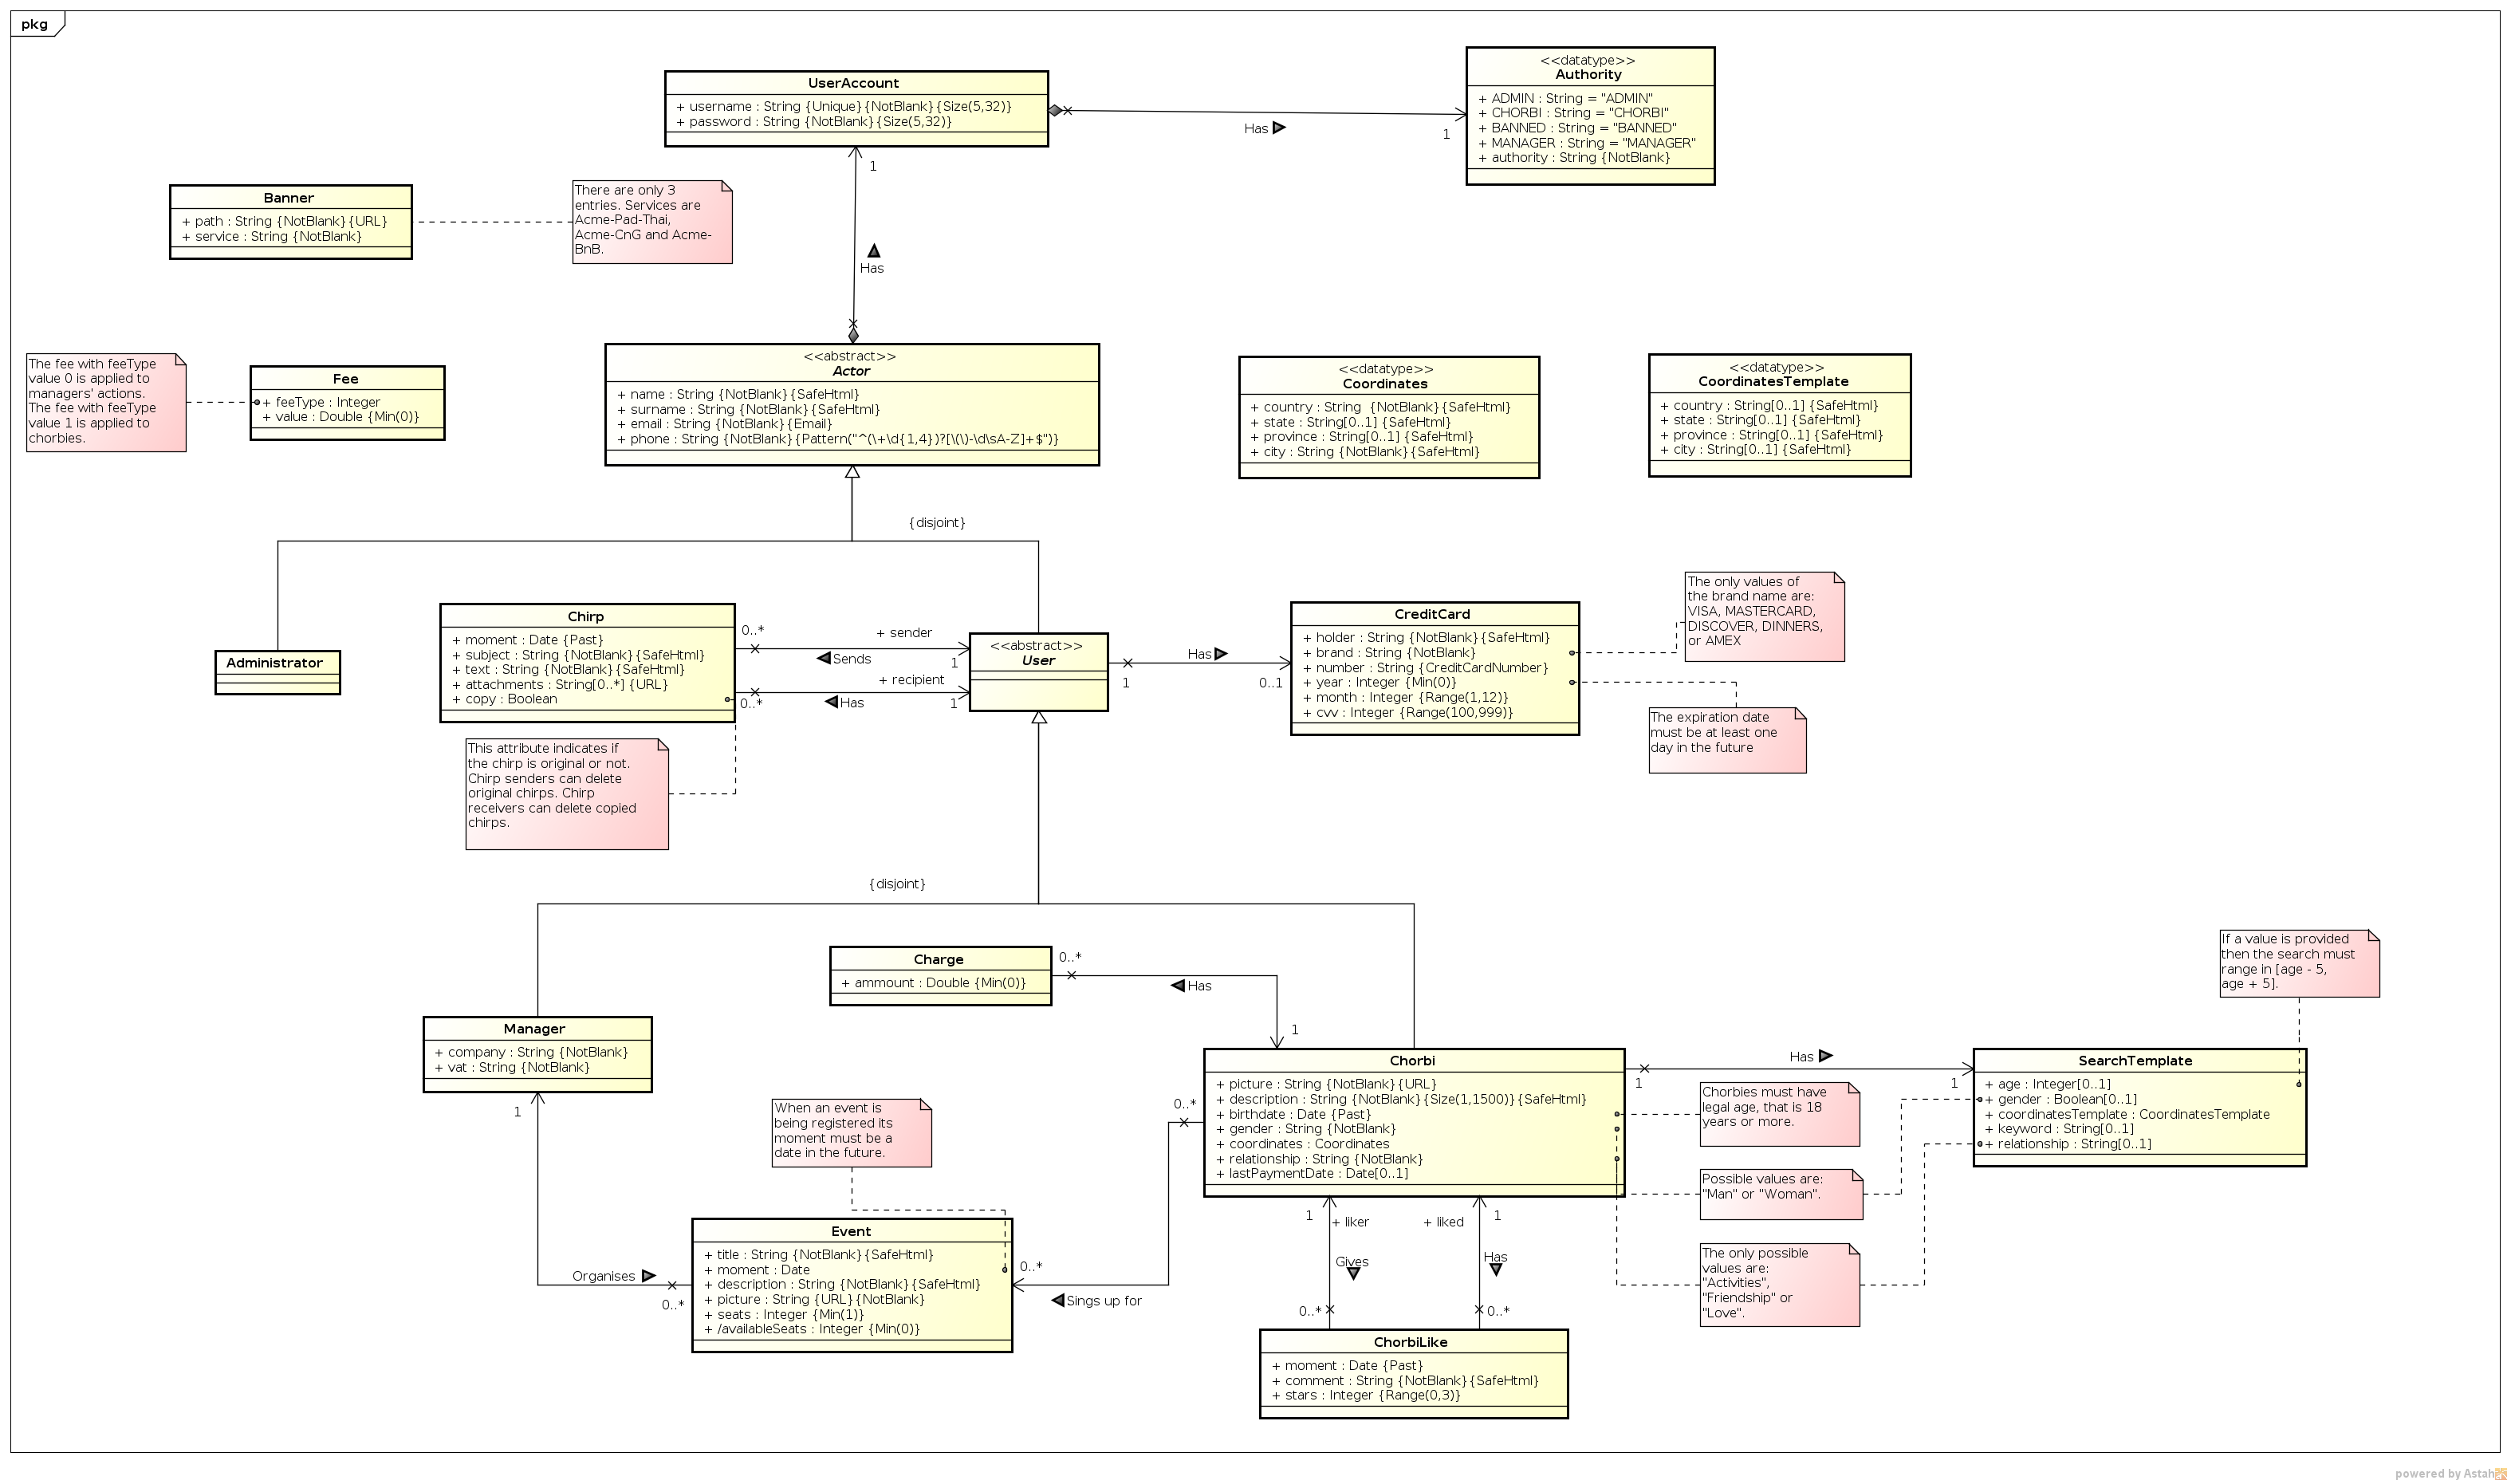 pkg
UserAccount
+ username : String {Unique}{NotBlank}{Size(5,32)}
+ password : String {NotBlank}{Size(5,32)}
Has
1
<<datatype>>
Authority
+ ADMIN : String = "ADMIN"
+ CHORBI : String = "CHORBI"
+ BANNED : String = "BANNED"
+ MANAGER : String = "MANAGER"
+ authority : String {NotBlank}
1
Has
Banner
+ path : String {NotBlank}{URL}
+ service : String {NotBlank}
There are only 3
entries. Services are
Acme-Pad-Thai,
Acme-CnG and Acme-
BnB.
The fee with feeType
value 0 is applied to
managers' actions.
The fee with feeType
value 1 is applied to
chorbies.
Fee
+ feeType : Integer
+ value : Double {Min(0)}
<<abstract>>
Actor
+ name : String {NotBlank}{SafeHtml}
+ surname : String {NotBlank}{SafeHtml}
+ email : String {NotBlank}{Email}
+ phone : String {NotBlank}{Pattern("^(\+\d{1,4})?[\(\)-\d\sA-Z]+$")}
<<datatype>>
Coordinates
+ country : String  {NotBlank}{SafeHtml}
+ state : String[0..1] {SafeHtml}
+ province : String[0..1] {SafeHtml}
+ city : String {NotBlank}{SafeHtml}
<<datatype>>
CoordinatesTemplate
+ country : String[0..1] {SafeHtml}
+ state : String[0..1] {SafeHtml}
+ province : String[0..1] {SafeHtml}
+ city : String[0..1] {SafeHtml}
{disjoint}
Administrator
Chirp
+ moment : Date {Past}
+ subject : String {NotBlank}{SafeHtml}
+ text : String {NotBlank}{SafeHtml}
+ attachments : String[0..*] {URL}
+ copy : Boolean
0..*
+ sender
Sends
1
+ recipient
0..*
Has
1
<<abstract>>
User
Has
1
0..1
CreditCard
+ holder : String {NotBlank}{SafeHtml}
+ brand : String {NotBlank}
+ number : String {CreditCardNumber}
+ year : Integer {Min(0)}
+ month : Integer {Range(1,12)}
+ cvv : Integer {Range(100,999)}
The only values of
the brand name are:
VISA, MASTERCARD,
DISCOVER, DINNERS,
or AMEX
The expiration date
must be at least one
day in the future
This attribute indicates if
the chirp is original or not.
Chirp senders can delete
original chirps. Chirp
receivers can delete copied
chirps.
{disjoint}
Charge
+ ammount : Double {Min(0)}
0..*
Has
1
If a value is provided
then the search must
range in [age - 5,
age + 5].
Manager
+ company : String {NotBlank}
+ vat : String {NotBlank}
1
Chorbi
+ picture : String {NotBlank}{URL}
+ description : String {NotBlank}{Size(1,1500)}{SafeHtml}
+ birthdate : Date {Past}
+ gender : String {NotBlank}
+ coordinates : Coordinates
+ relationship : String {NotBlank}
+ lastPaymentDate : Date[0..1]
Has
1
1
SearchTemplate
+ age : Integer[0..1]
+ gender : Boolean[0..1]
+ coordinatesTemplate : CoordinatesTemplate
+ keyword : String[0..1]
+ relationship : String[0..1]
Chorbies must have
legal age, that is 18
years or more.
Possible values are:
"Man" or "Woman".
The only possible
values are:
"Activities",
"Friendship" or
"Love".
When an event is
being registered its
moment must be a
date in the future.
0..*
Event
+ title : String {NotBlank}{SafeHtml}
+ moment : Date
+ description : String {NotBlank}{SafeHtml}
+ picture : String {URL}{NotBlank}
+ seats : Integer {Min(1)}
+ /availableSeats : Integer {Min(0)}
Organises
0..*
0..*
Sings up for
1
+ liker
+ liked
1
Gives
Has
0..*
0..*
ChorbiLike
+ moment : Date {Past}
+ comment : String {NotBlank}{SafeHtml}
+ stars : Integer {Range(0,3)}
powered by Astah